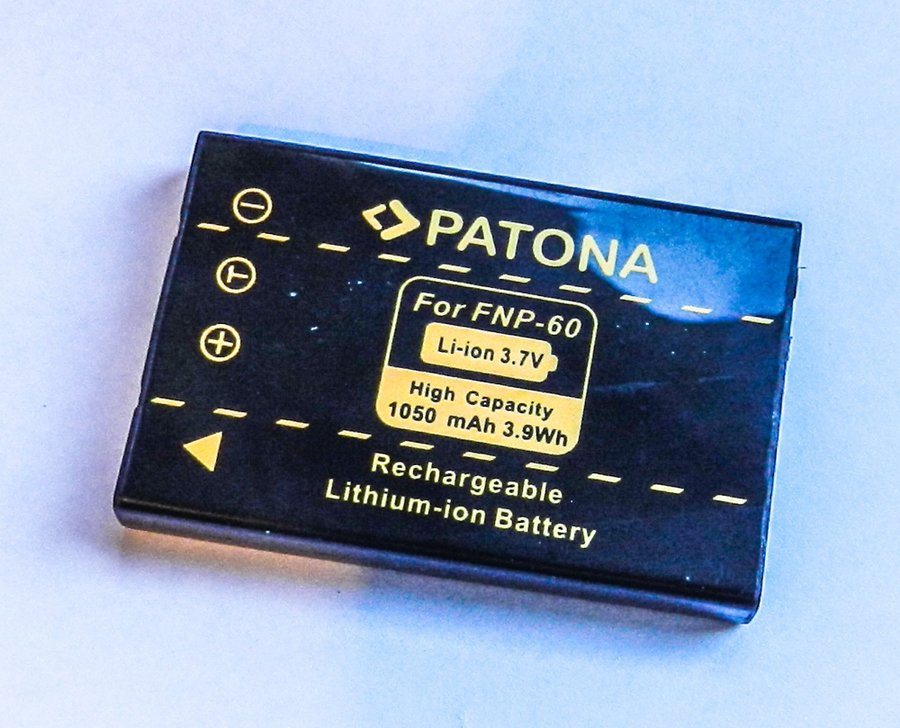 PATONA
For FNP-60
Li-ion 3.7V
High Capacity
1050 mAh 3.9Wh
Rechargeable
Lithium-ion Battery
−
T
+